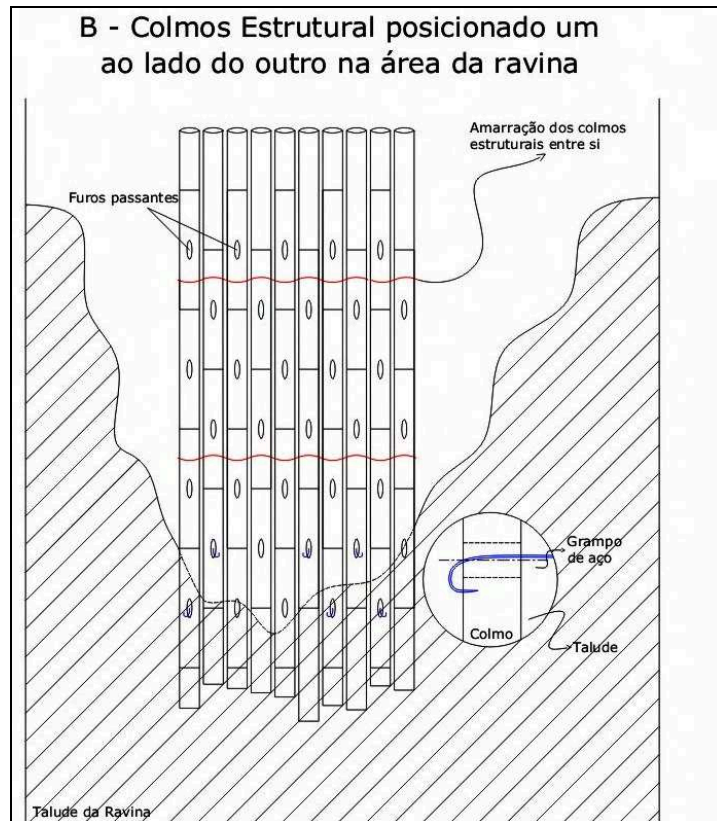 B - Colmos Estrutural posicionado um
ao lado do outro na área da ravina
Amarração dos colmos
estruturais entre si
Furos passantes
Grampo
de aço
Colmo
Talude
Talude da Ravina